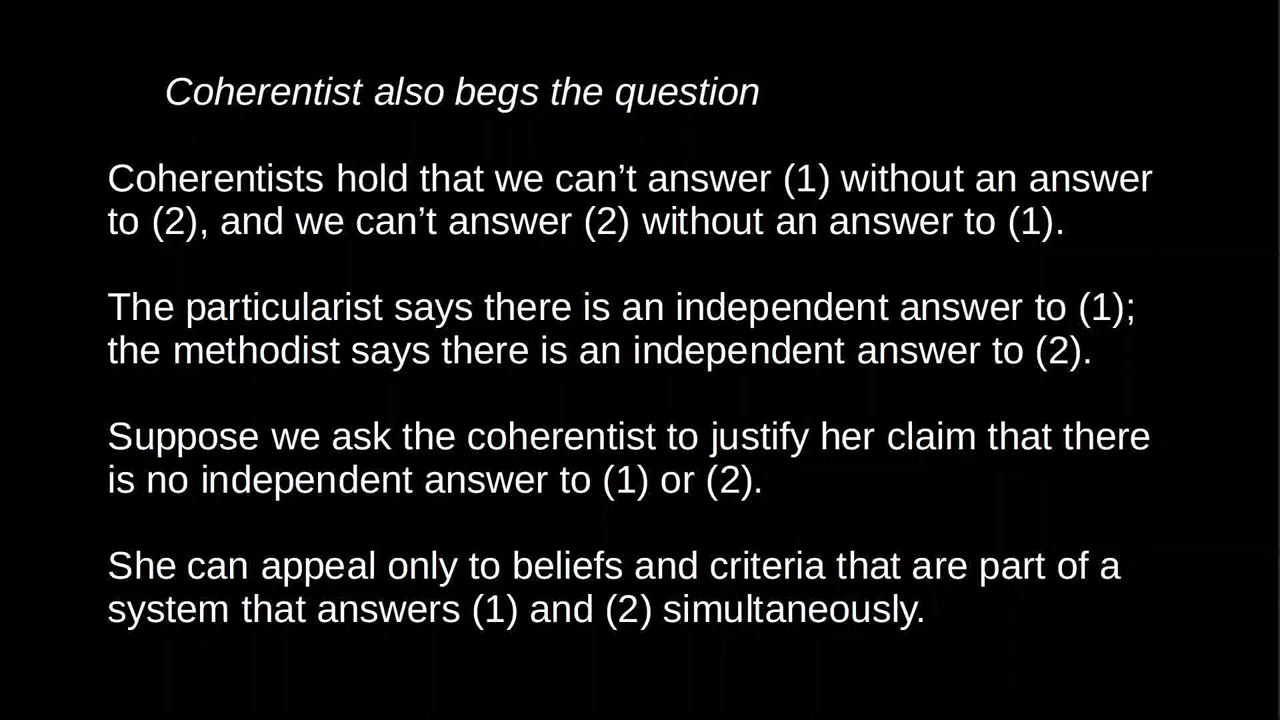 Coherentist also begs the question
Coherentists hold that we can’t answer (1) without an answer
to (2), and we can’t answer (2) without an answer to (1).
The particularist says there is an independent answer to (1);
the methodist says there is an independent answer to (2).
Suppose we ask the coherentist to justify her claim that there
is no independent answer to (1) or (2).
She can appeal only to beliefs and criteria that are part of a
system that answers (1) and (2) simultaneously.